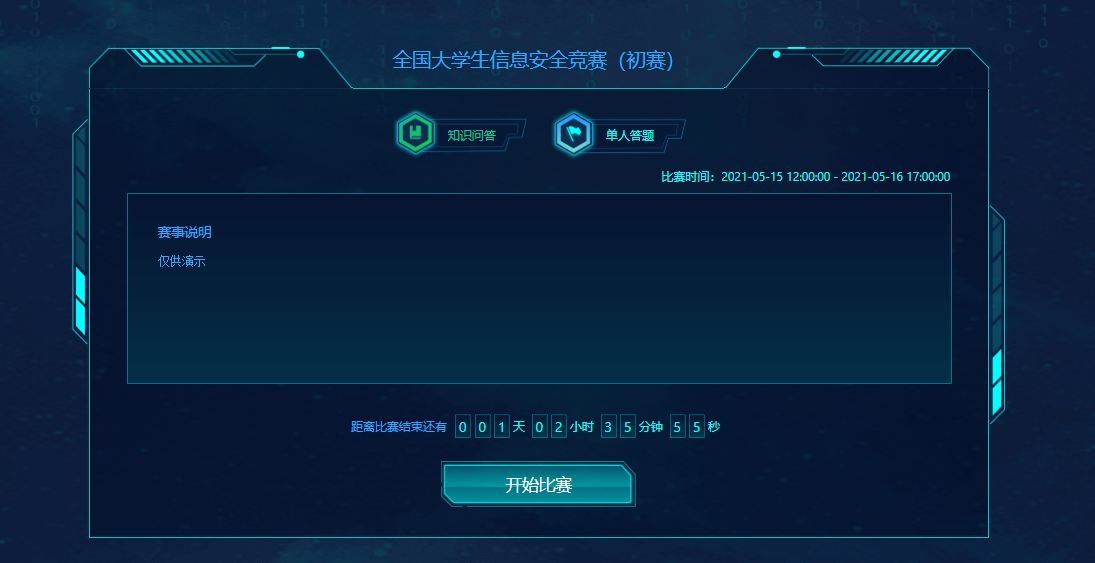 全国大学生信息安全竞赛（初赛）
知识问答 单人答题
比赛时间：2021-05-15 12:00:00 - 2021-05-16 17:00:00
赛事说明
仅供演示
距离比赛结束还有 0 0 1 天 0 2 小时 3 5 分钟 5 5 秒
开始比赛